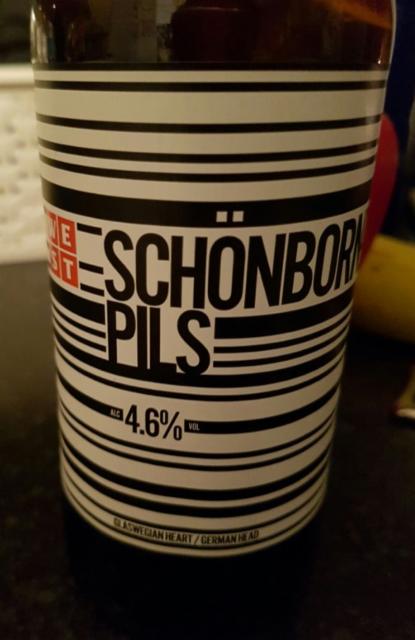 WE
ST
SCHÖNBORN
PILS
ALC 4.6% VOL
GLASWEGIAN HEART / GERMAN HEAD